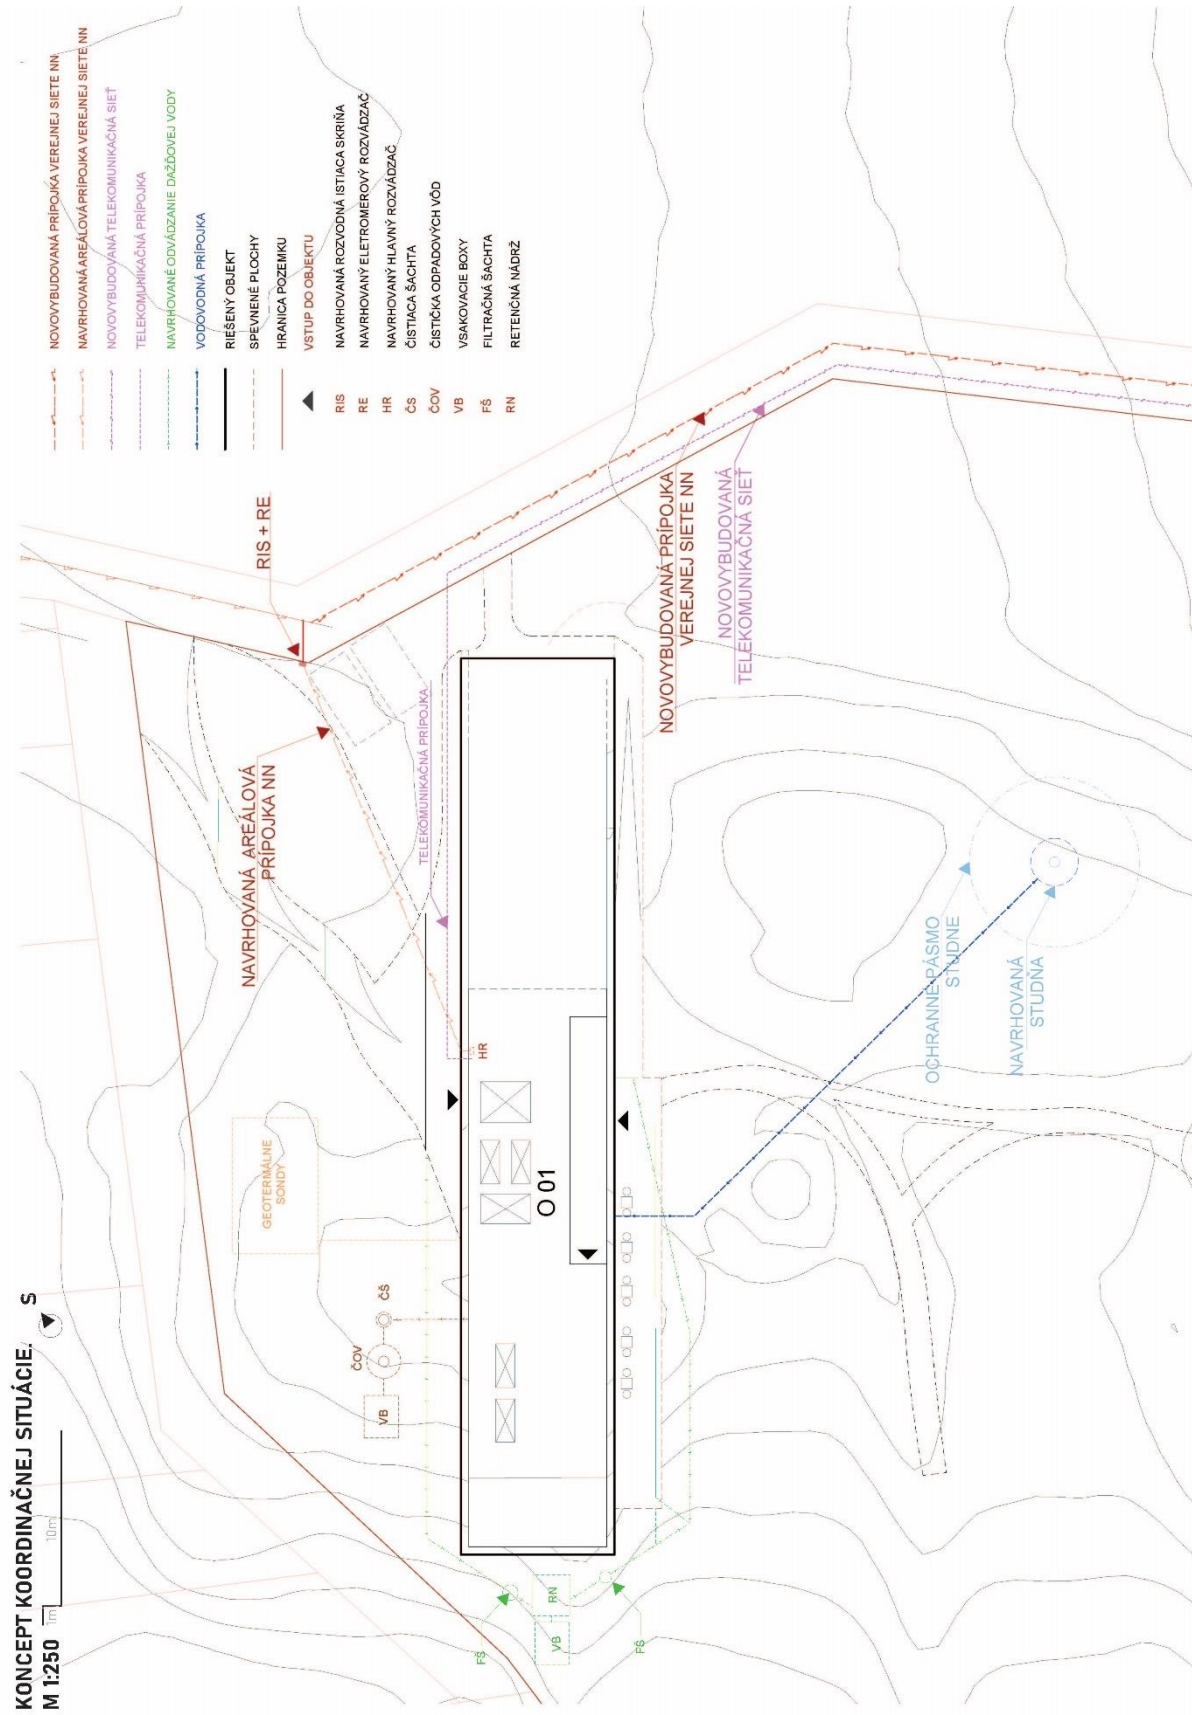 KONCEPT KOORDINAČNEJ SITUÁCIE.
S
M 1:250
1m
10m
NOVOVYBUDOVANÁ PRÍPOJKA VEREJNEJ SIETE NN
NAVRHOVANÁ AREÁLOVÁ PRÍPOJKA VEREJNEJ SIETE NN
NOVOVYBUDOVANÁ TELEKOMUNIKAČNÁ SIEŤ
TELEKOMUNIKAČNÁ PRÍPOJKA
NAVRHOVANÉ ODVÁDZANIE DAŽĎOVEJ VODY
VODOVODNÁ PRÍPOJKA
RIEŠENÝ OBJEKT
SPEVNENÉ PLOCHY
HRANICA POZEMKU
VSTUP DO OBJEKTU
RIS NAVRHOVANÁ ROZVODNÁ ISTIACA SKRIŇA
RE NAVRHOVANÝ ELETROMEROVÝ ROZVÁDZAČ
HR NAVRHOVANÝ HLAVNÝ ROZVÁDZAČ
ČS ČISTIACA ŠACHTA
ČOV ČISTIČKA ODPADOVÝCH VÔD
VB VSAKOVACIE BOXY
FŠ FILTRAČNÁ ŠACHTA
RN RETENČNÁ NÁDRŽ
RIS + RE
NAVRHOVANÁ AREÁLOVÁ
PRÍPOJKA NN
GEOTERMÁLNE
SONDY
ČŠ
ČOV
VB
TELEKOMUNIKAČNÁ PRÍPOJKA
HR
O 01
FŠ
RN
VB
FŠ
NOVOVYBUDOVANÁ PRÍPOJKA
VEREJNEJ SIETE NN
NOVOVYBUDOVANÁ
TELEKOMUNIKAČNÁ SIEŤ
OCHRANNÉ PÁSMO
STUDNE
NAVRHOVANÁ
STUDŇA